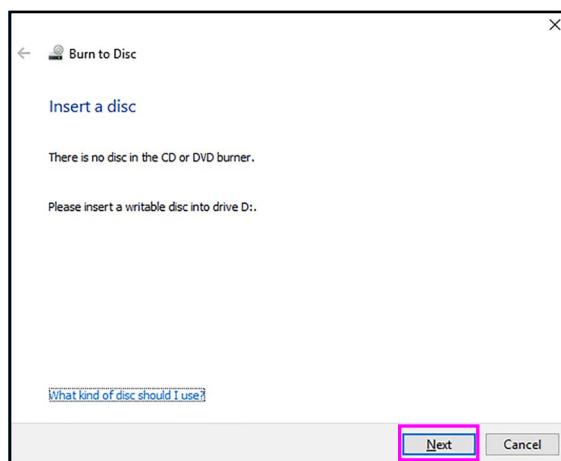 Burn to Disc
Insert a disc
There is no disc in the CD or DVD burner.
Please insert a writable disc into drive D:.
What kind of disc should I use?
Next Cancel